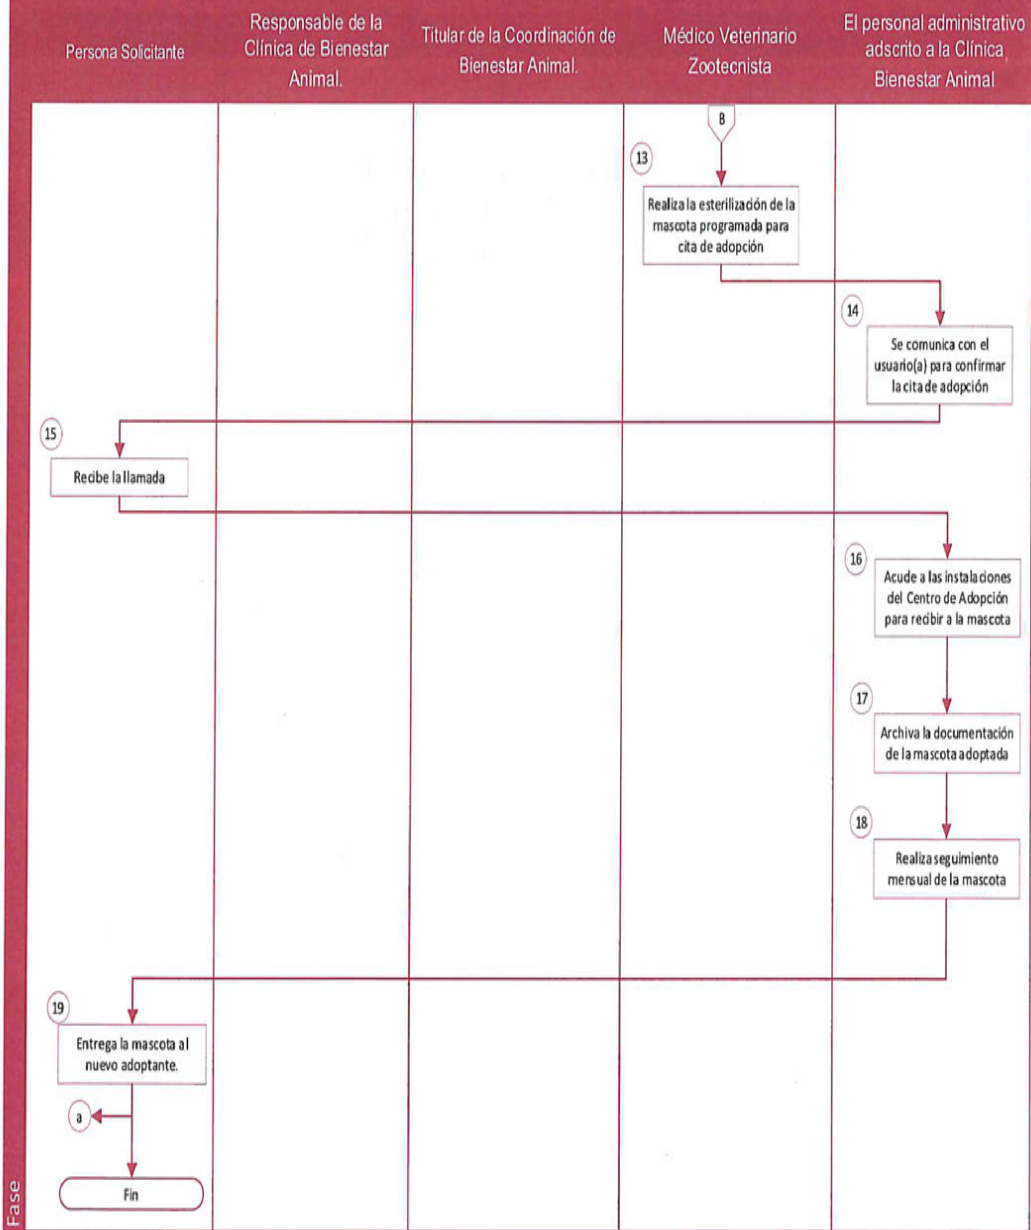 Persona Solicitante
Responsable de la
Clínica de Bienestar
Animal.
Titular de la Coordinación de
Bienestar Animal.
Médico Veterinario
Zootecnista
El personal administrativo
adscrito a la Clínica
Bienestar Animal
B
13
Realiza la esterilización de la
mascota programada para
cita de adopción
14
Se comunica con el
usuario(a) para confirmar
la cita de adopción
15
Recibe la llamada
16
Acude a las instalaciones
del Centro de Adopción
para recibir a la mascota
17
Archiva la documentación
de la mascota adoptada
18
Realiza seguimiento
mensual de la mascota
19
Entrega la mascota al
nuevo adoptante.
a
Fin
Fase